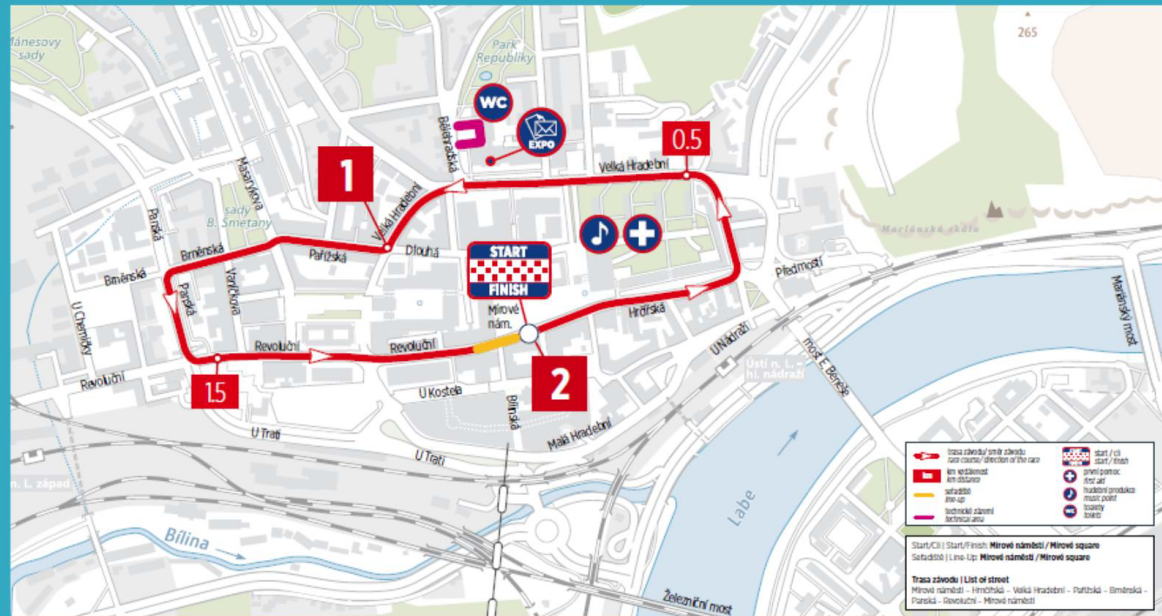 Mánesovy
sady
Park
Republiky
265
WC
EXPO
Bělehradská
0.5
Velká Hradební
1
Masarykova
sady
B. Smetany
Velká Hradební
Panská
Brněnská
Pařížská
Dlouhá
START
FINISH
Mariánská skála
Předmostí
Brněnská
Panská
Vaníčkova
Mírové
nám.
Hrčířská
U Chemičky
Revoluční
Revoluční
Revoluční
1.5
2
U Nádraží
Ústí n. L. –
hl. nádraží
most E. Beneše
Mariánský most
U Kostela
Bílinská
Malá Hradební
U Trati
U Trati
n. L. západ
Bílina
Labe
Železniční most
trasa závodu/ směr závodu
race course/ direction of the race
km vzdálenost
km distance
seřadiště
line-up
technické zázemí
technical area
start / cíl
start / finish
první pomoc
first aid
hudební produkce
music point
toalety
toilets
Start/Cíl | Start/Finish: Mírové náměstí / Mírové square
Seřadiště | Line-Up: Mírové náměstí / Mírové square
Trasa závodu | List of street
Mírové náměstí – Hrnčířská – Velká Hradební – Pařížská – Brněnská –
Panská – Revoluční – Mírové náměstí